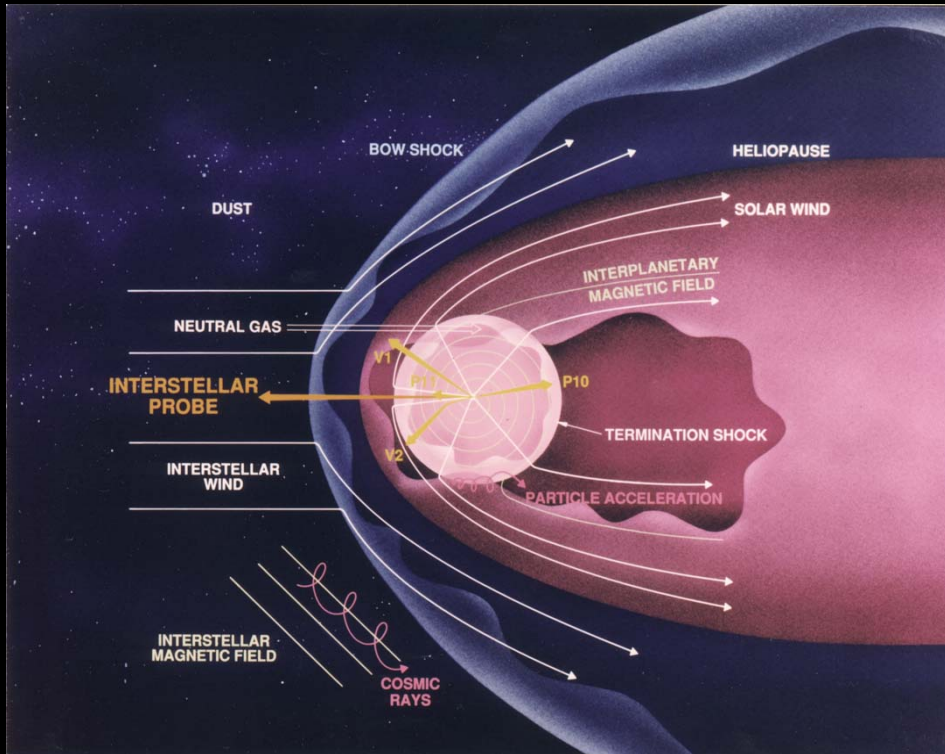 BOW SHOCK
HELIOPAUSE
DUST
SOLAR WIND
INTERPLANETARY
MAGNETIC FIELD
NEUTRAL GAS
V1
P11
P10
INTERSTELLAR
PROBE
TERMINATION SHOCK
V2
INTERSTELLAR
WIND
PARTICLE ACCELERATION
INTERSTELLAR
MAGNETIC FIELD
COSMIC
RAYS